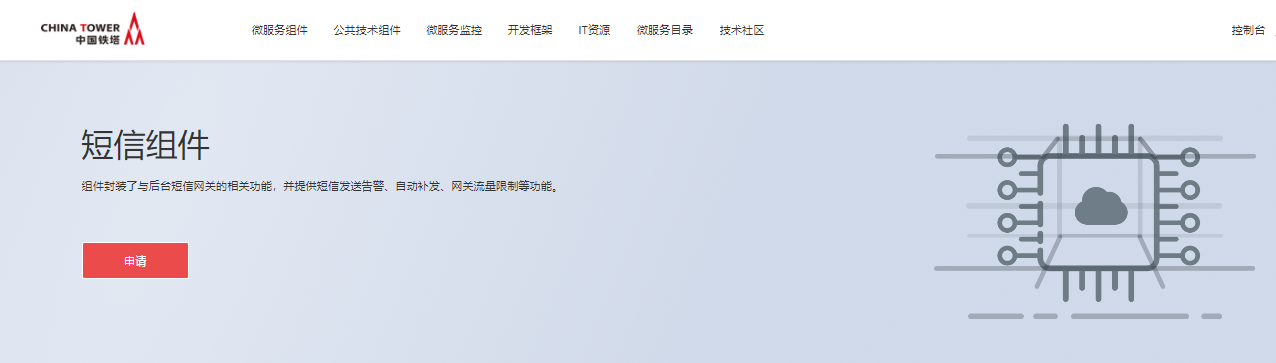 CHINA TOWER
中国铁塔
微服务组件 公共技术组件 微服务监控 开发框架 IT资源 微服务目录 技术社区 控制台
短信组件
组件封装了与后台短信网关的相关功能，并提供短信发送告警、自动补发、网关流量限制等功能。
申请